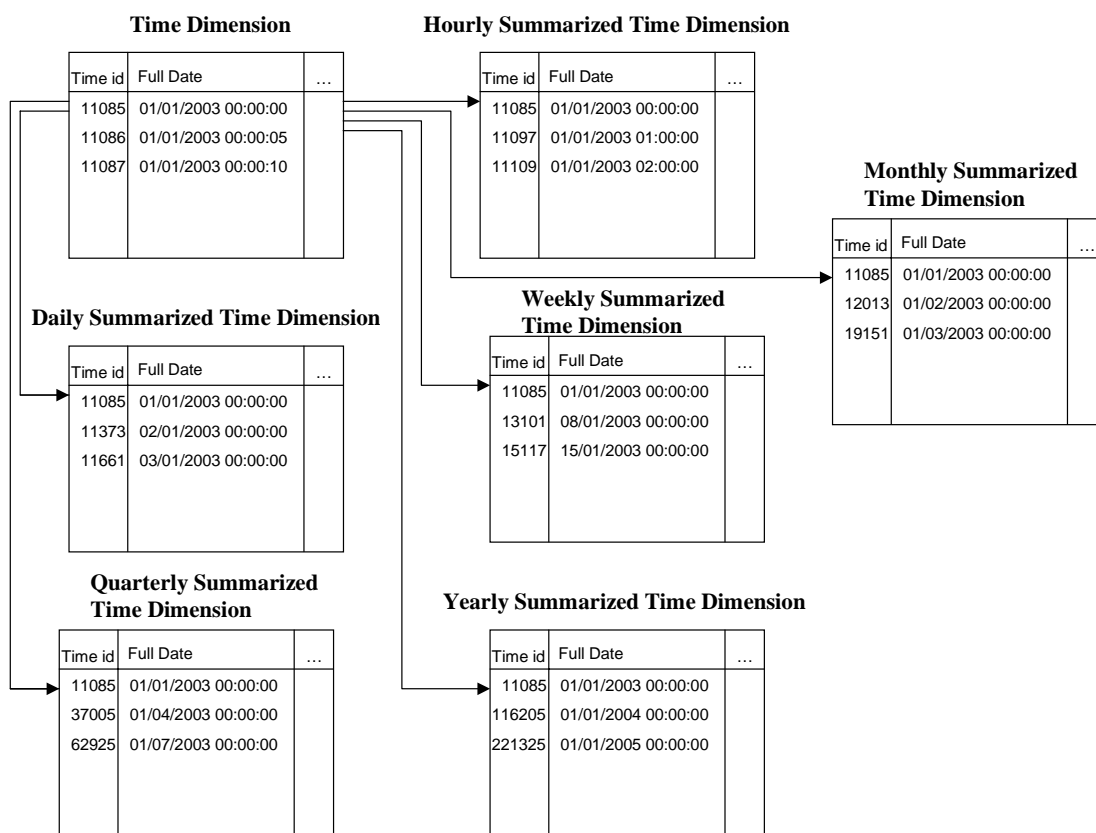 Time Dimension
Time id Full Date ...
11085 01/01/2003 00:00:00
11086 01/01/2003 00:00:05
11087 01/01/2003 00:00:10
Hourly Summarized Time Dimension
Time id Full Date ...
11085 01/01/2003 00:00:00
11097 01/01/2003 01:00:00
11109 01/01/2003 02:00:00
Monthly Summarized
Time Dimension
Time id Full Date ...
11085 01/01/2003 00:00:00
12013 01/02/2003 00:00:00
19151 01/03/2003 00:00:00
Daily Summarized Time Dimension
Time id Full Date ...
11085 01/01/2003 00:00:00
11373 02/01/2003 00:00:00
11661 03/01/2003 00:00:00
Weekly Summarized
Time Dimension
Time id Full Date ...
11085 01/01/2003 00:00:00
13101 08/01/2003 00:00:00
15117 15/01/2003 00:00:00
Quarterly Summarized
Time Dimension
Time id Full Date ...
11085 01/01/2003 00:00:00
37005 01/04/2003 00:00:00
62925 01/07/2003 00:00:00
Yearly Summarized Time Dimension
Time id Full Date ...
11085 01/01/2003 00:00:00
116205 01/01/2004 00:00:00
221325 01/01/2005 00:00:00